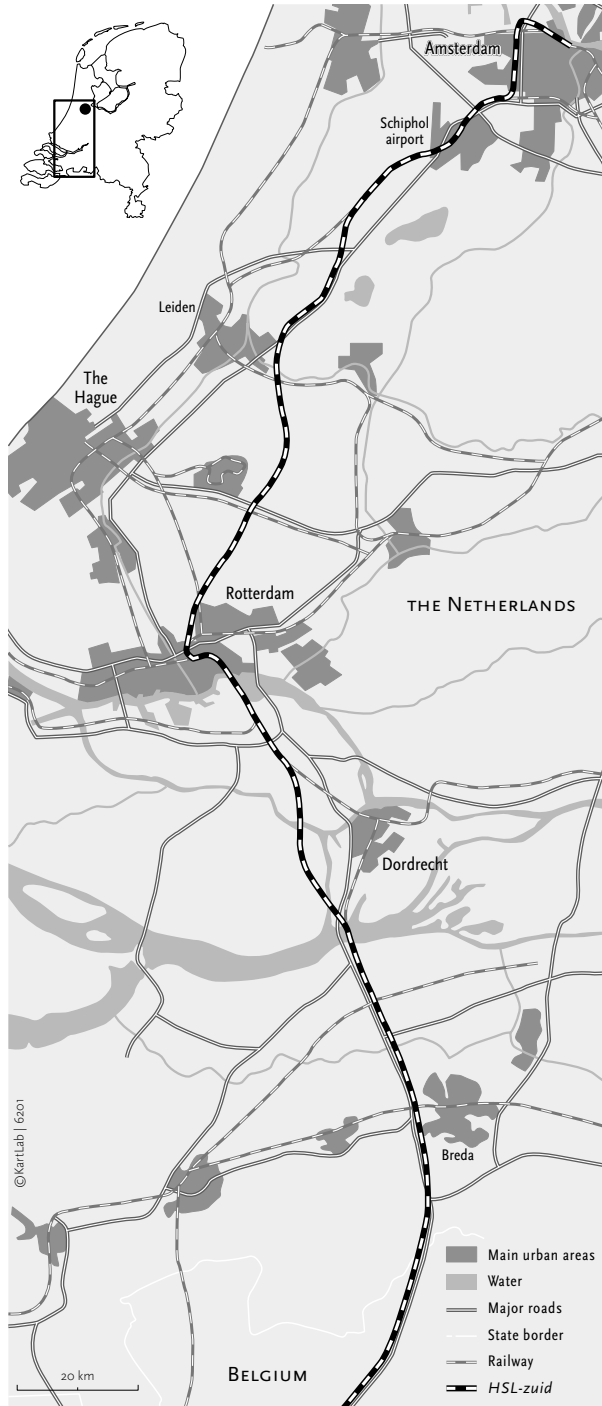 Amsterdam
Schiphol
airport
Leiden
The
Hague
Rotterdam
THE NETHERLANDS
Dordrecht
Breda
©KartLab | 6201
Main urban areas
Water
Major roads
State border
Railway
HSL-zuid
20 km
BELGIUM